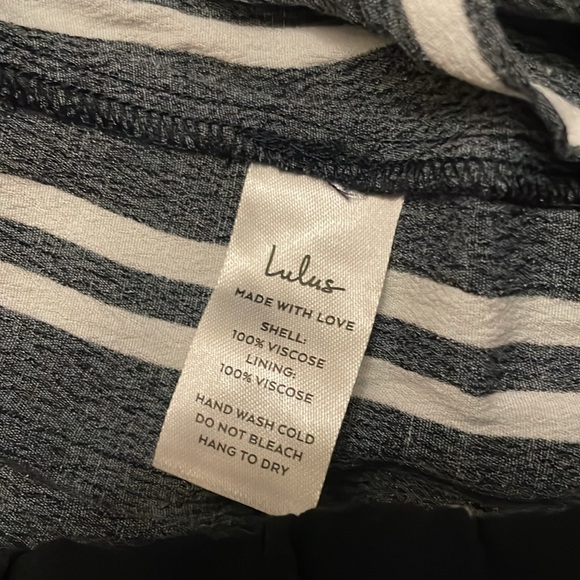 Lulus
MADE WITH LOVE
SHELL:
100% VISCOSE
LINING:
100% VISCOSE
HAND WASH COLD
DO NOT BLEACH
HANG TO DRY